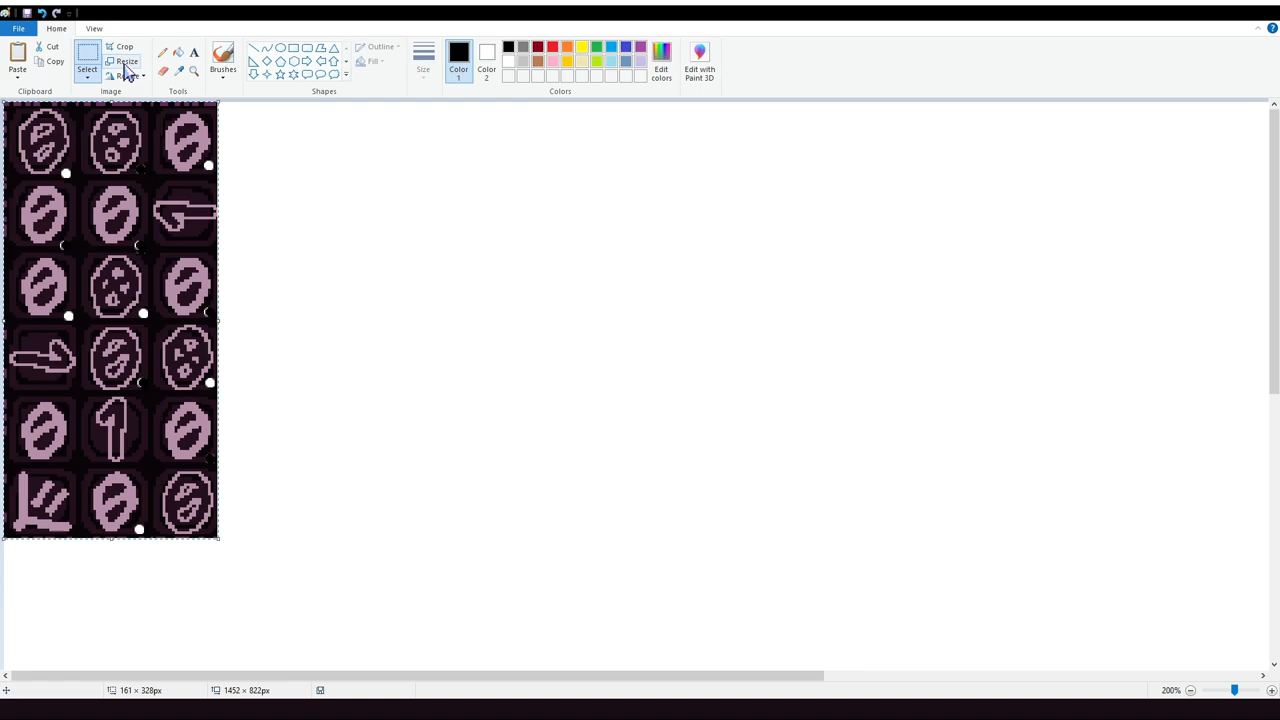 File Home View
Paste
Cut
Copy
Clipboard
Select
Crop
Resize
Image
Tools
Brushes
Outline
Fill
Shapes
Size
Color
1
Color
2
Edit
colors
Colors
Edit with
Paint 3D
161 × 328px 1452 × 822px 200%